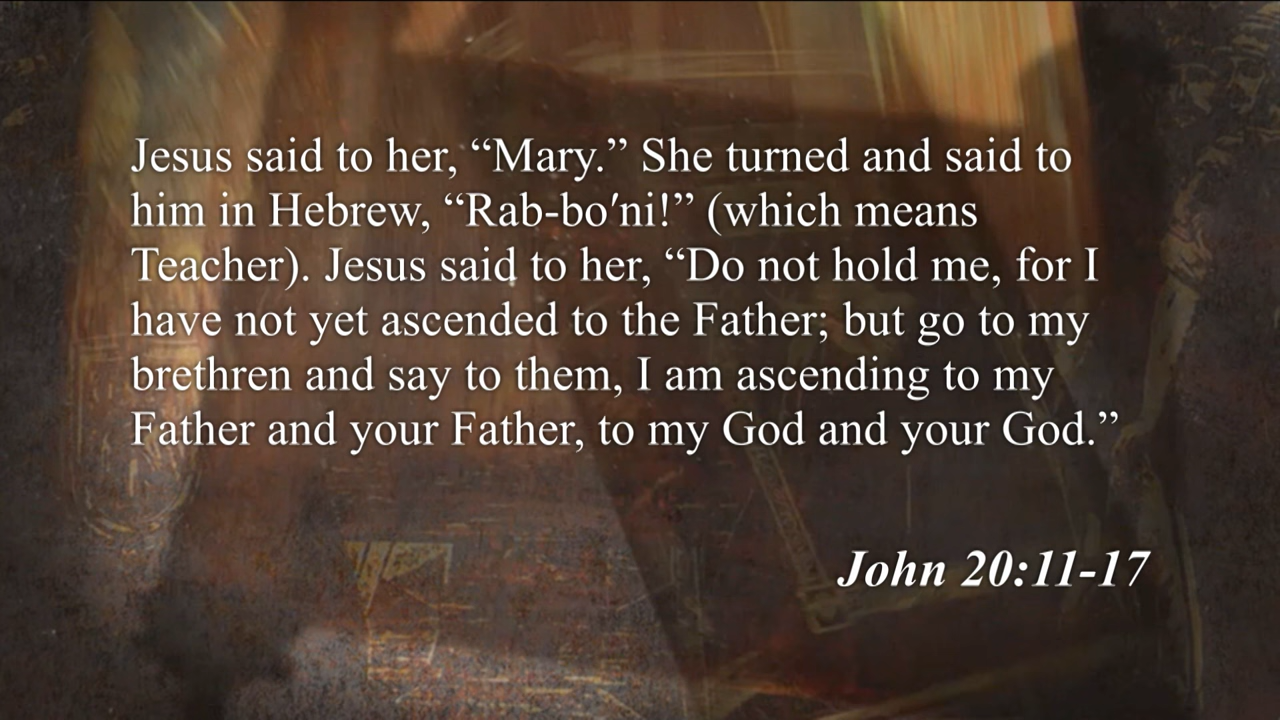 Jesus said to her, “Mary.” She turned and said to
him in Hebrew, “Rab-bo′ni!” (which means
Teacher). Jesus said to her, “Do not hold me, for I
have not yet ascended to the Father; but go to my
brethren and say to them, I am ascending to my
Father and your Father, to my God and your God.”
John 20:11-17